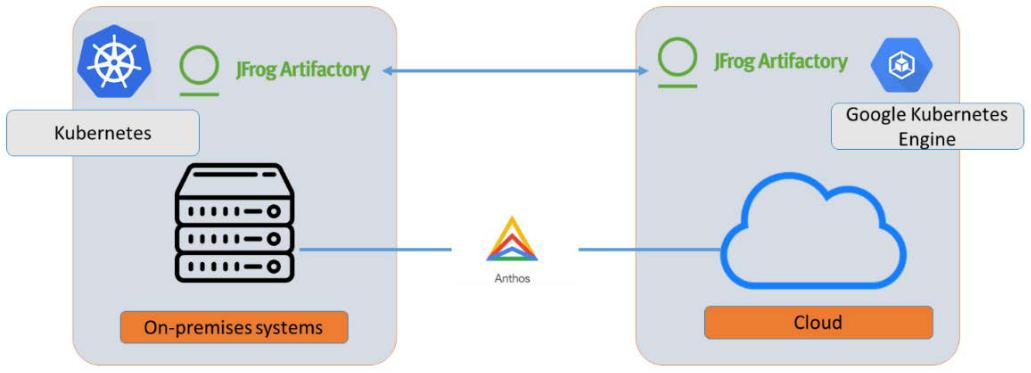 JFrog Artifactory
JFrog Artifactory
Kubernetes
Google Kubernetes
Engine
Anthos
On-premises systems
Cloud